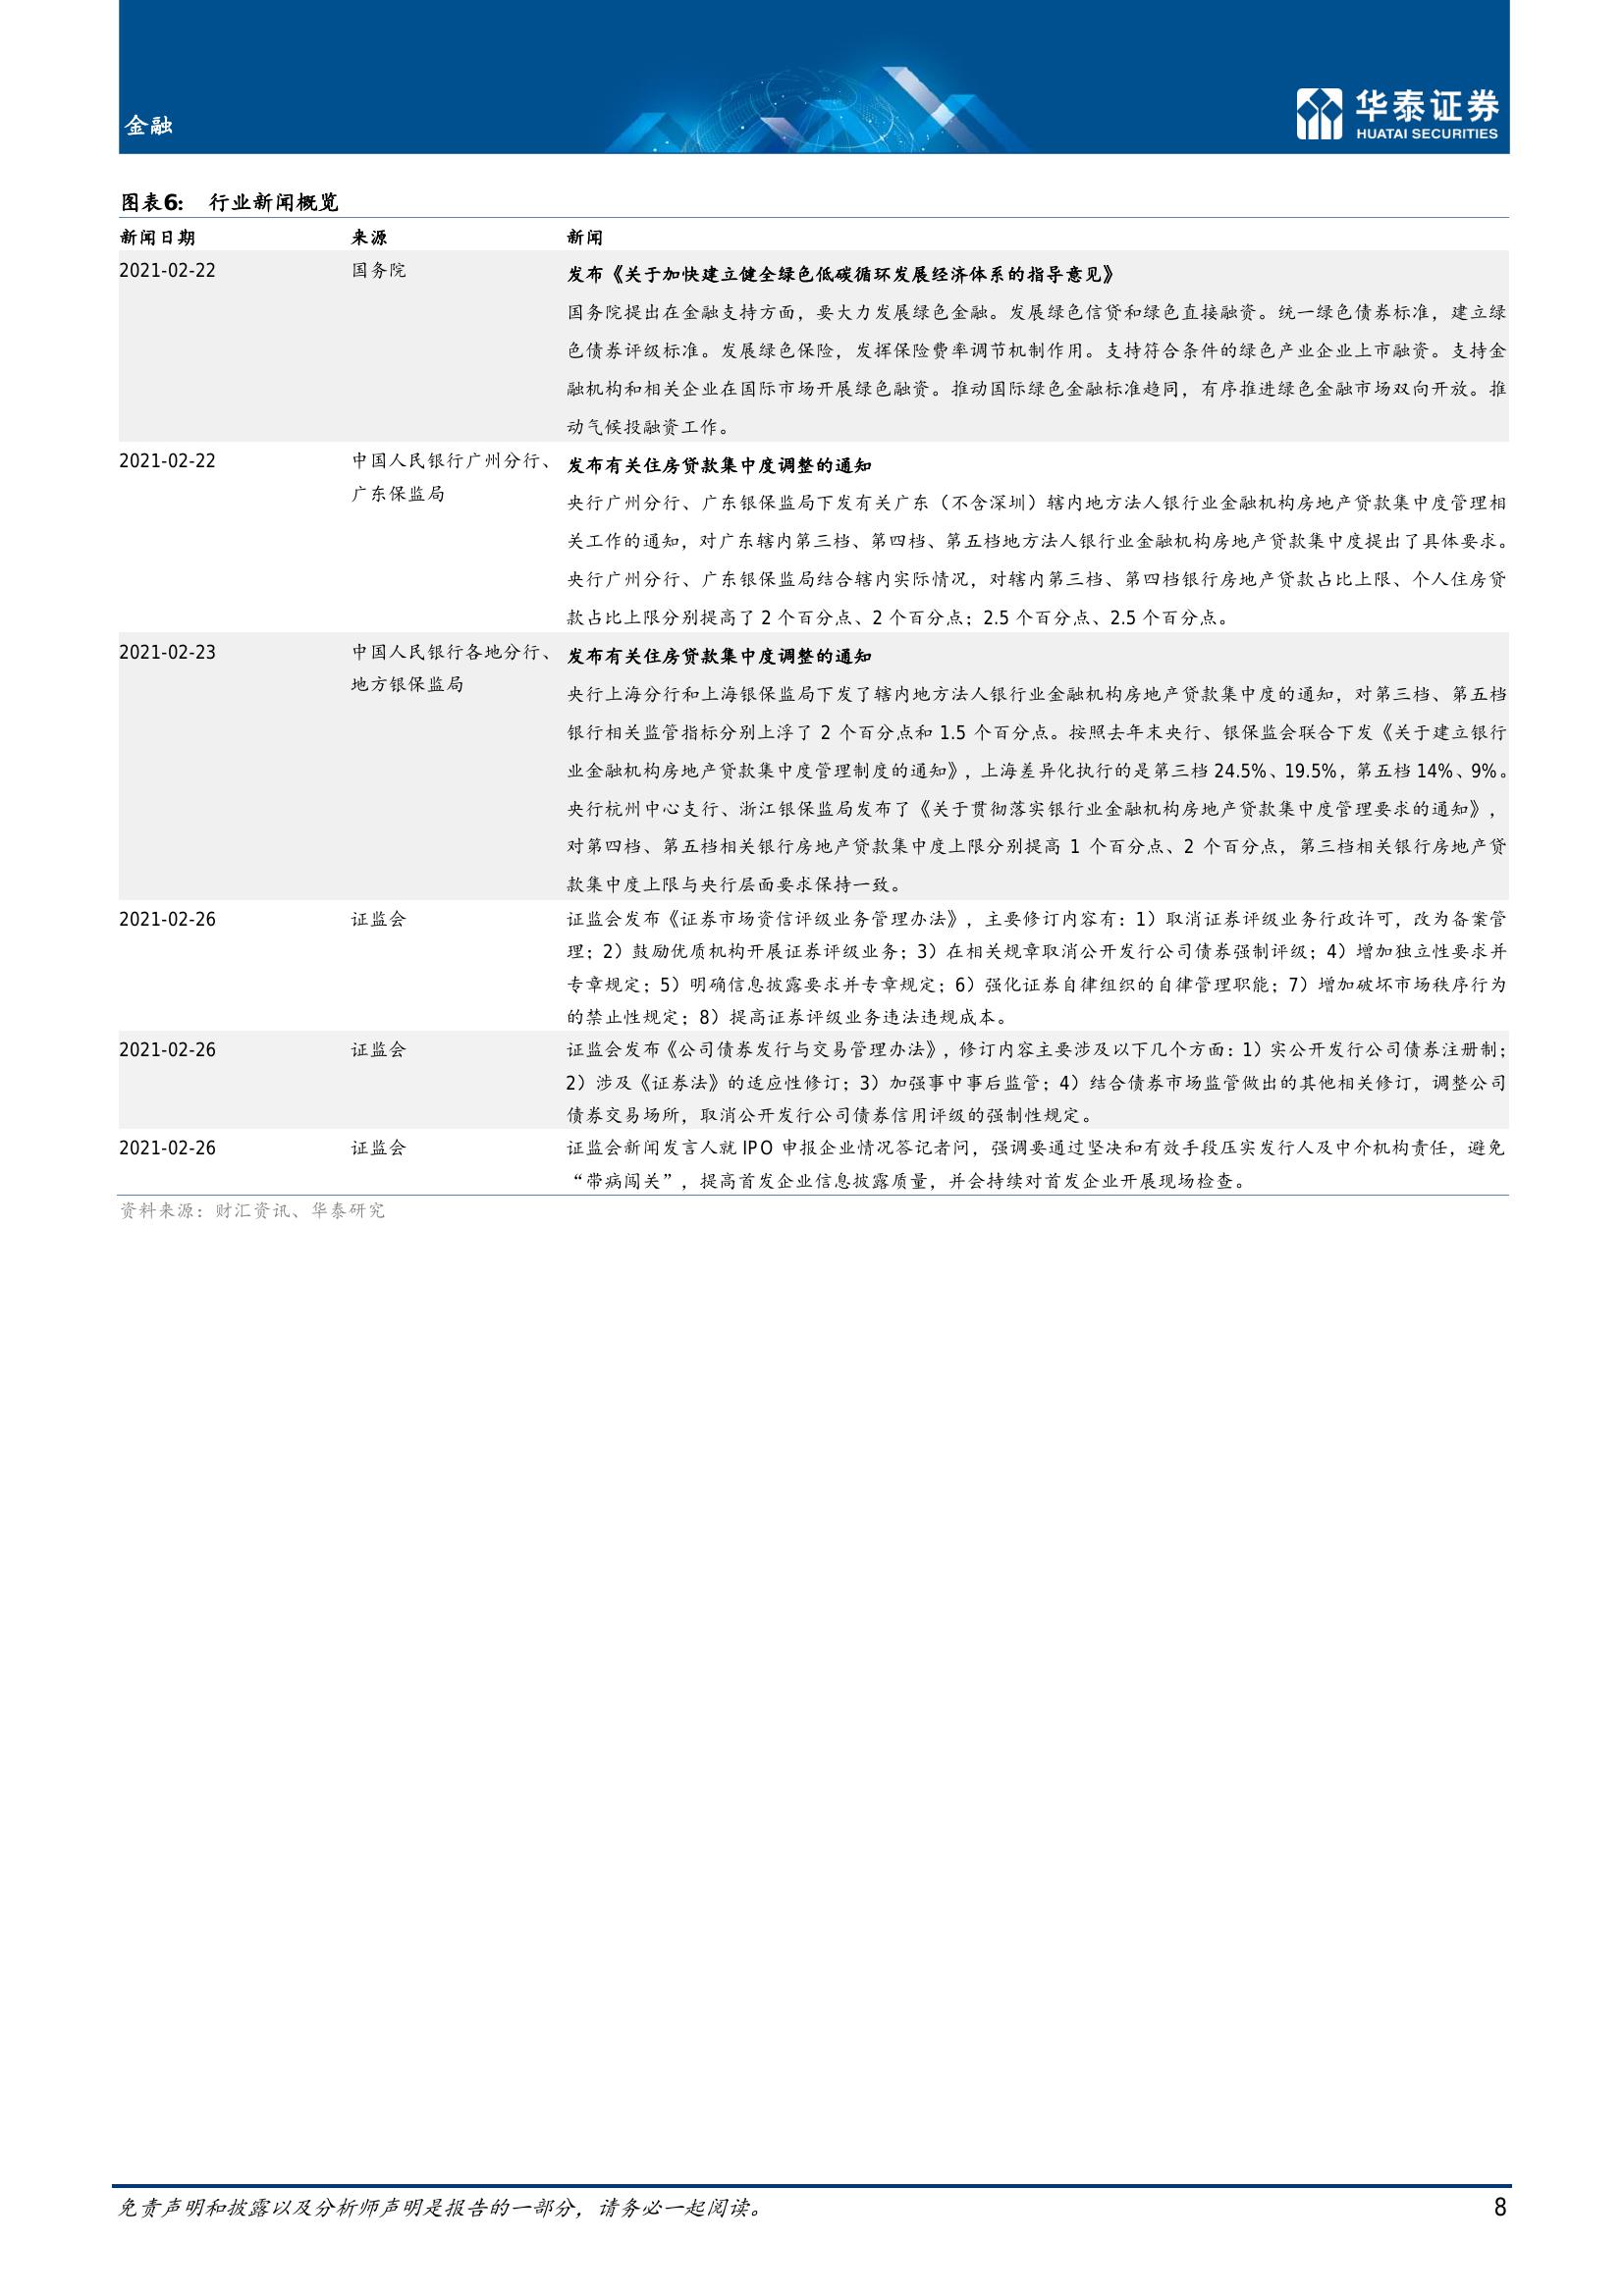 金融
华泰证券
HUATAI SECURITIES
图表6: 行业新闻概览
新闻日期 来源 新闻
2021-02-22 国务院 发布《关于加快建立健全绿色低碳循环发展经济体系的指导意见》
国务院提出在金融支持方面，要大力发展绿色金融。发展绿色信贷和绿色直接融资。统一绿色债券标准，建立绿
色债券评级标准。发展绿色保险，发挥保险费率调节机制作用。支持符合条件的绿色产业企业上市融资。支持金
融机构和相关企业在国际市场开展绿色融资。推动国际绿色金融标准趋同，有序推进绿色金融市场双向开放。推
动气候投融资工作。
2021-02-22 中国人民银行广州分行、 发布有关住房贷款集中度调整的通知
广东保监局
央行广州分行、广东银保监局下发有关广东（不含深圳）辖内地方法人银行业金融机构房地产贷款集中度管理相
关工作的通知，对广东辖内第三档、第四档、第五档地方法人银行业金融机构房地产贷款集中度提出了具体要求。
央行广州分行、广东银保监局结合辖内实际情况，对辖内第三档、第四档银行房地产贷款占比上限、个人住房贷
款占比上限分别提高了 2 个百分点、2 个百分点；2.5 个百分点、2.5 个百分点。
2021-02-23 中国人民银行各地分行、 发布有关住房贷款集中度调整的通知
地方银保监局
央行上海分行和上海银保监局下发了辖内地方法人银行业金融机构房地产贷款集中度的通知，对第三档、第五档
银行相关监管指标分别上浮了 2 个百分点和 1.5 个百分点。按照去年末央行、银保监会联合下发《关于建立银行
业金融机构房地产贷款集中度管理制度的通知》，上海差异化执行的是第三档 24.5%、19.5%，第五档 14%、9%。
央行杭州中心支行、浙江银保监局发布了《关于贯彻落实银行业金融机构房地产贷款集中度管理要求的通知》，
对第四档、第五档相关银行房地产贷款集中度上限分别提高 1 个百分点、2 个百分点，第三档相关银行房地产贷
款集中度上限与央行层面要求保持一致。
2021-02-26 证监会 证监会发布《证券市场资信评级业务管理办法》，主要修订内容有：1）取消证券评级业务行政许可，改为备案管
理；2）鼓励优质机构开展证券评级业务；3）在相关规章取消公开发行公司债券强制评级；4）增加独立性要求并
专章规定；5）明确信息披露要求并专章规定；6）强化证券自律组织的自律管理职能；7）增加破坏市场秩序行为
的禁止性规定；8）提高证券评级业务违法违规成本。
2021-02-26 证监会 证监会发布《公司债券发行与交易管理办法》，修订内容主要涉及以下几个方面：1）实公开发行公司债券注册制；
2）涉及《证券法》的适应性修订；3）加强事中事后监管；4）结合债券市场监管做出的其他相关修订，调整公司
债券交易场所，取消公开发行公司债券信用评级的强制性规定。
2021-02-26 证监会 证监会新闻发言人就 IPO 申报企业情况答记者问，强调要通过坚决和有效手段压实发行人及中介机构责任，避免
“带病闯关”，提高首发企业信息披露质量，并会持续对首发企业开展现场检查。
资料来源：财汇资讯、华泰研究
免责声明和披露以及分析师声明是报告的一部分，请务必一起阅读。 8